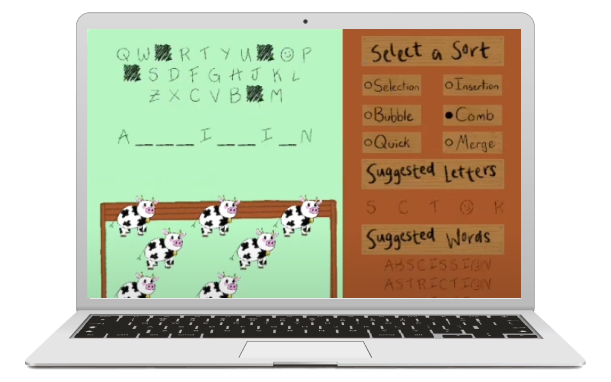 Q W R T Y U ☺ P
S D F G H J K L
Z X C V B M
A _ _ _ I _ _ I _ N
Select a Sort
Selection Insertion
Bubble Comb
Quick Merge
Suggested Letters
S C T ☺ R
Suggested Words
ABSCISSION
ASTRICTION